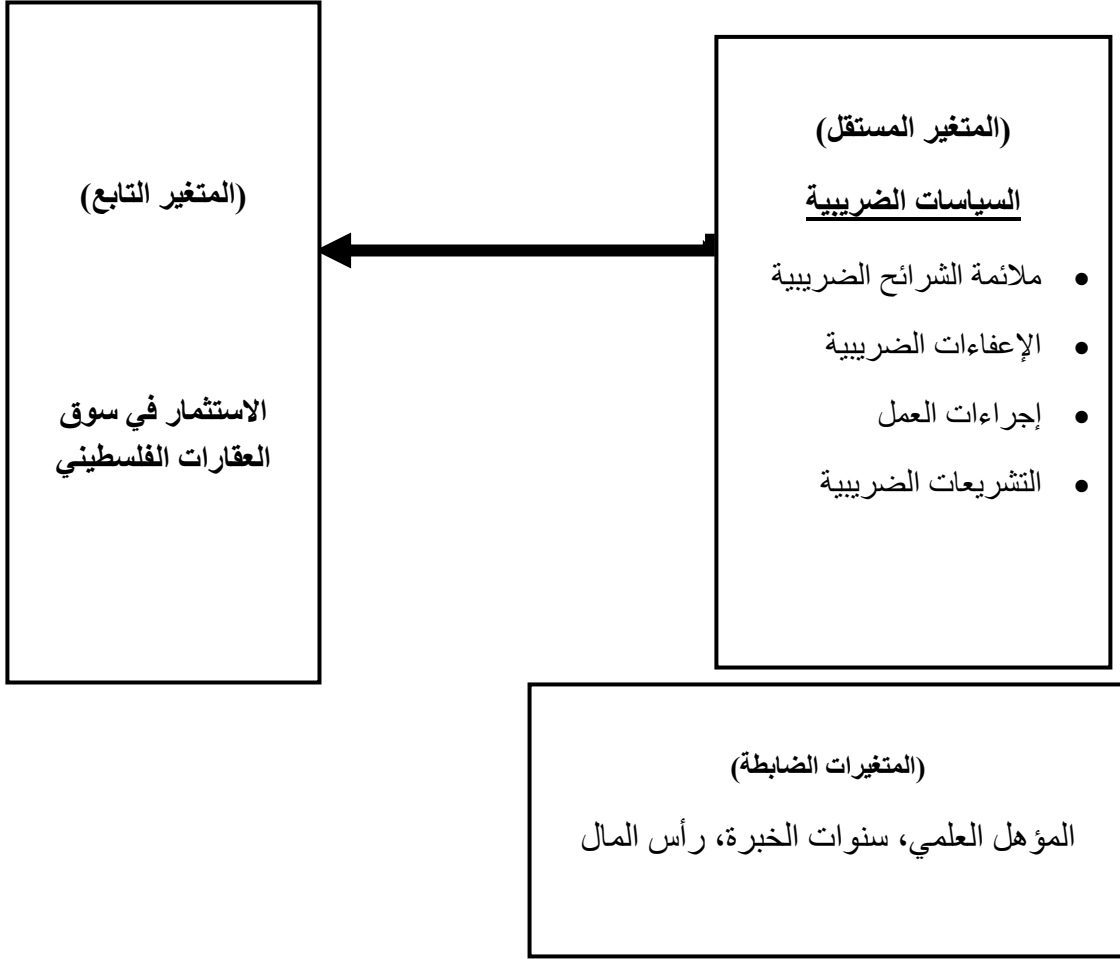 (المتغير المستقل)
السياسات الضريبية
• ملائمة الشرائح الضريبية
• الإعفاءات الضريبية
• إجراءات العمل
• التشريعات الضريبية
(المتغير التابع)
الاستثمار في سوق
العقارات الفلسطيني
(المتغيرات الضابطة)
المؤهل العلمي، سنوات الخبرة، رأس المال